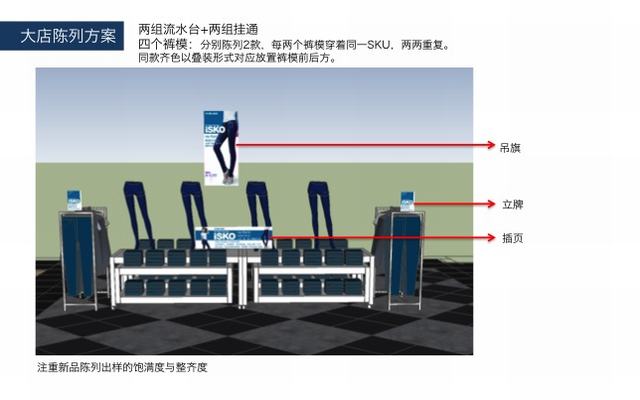 大店陈列方案
两组流水台+两组挂通
四个裤模：分别陈列2款，每两个裤模穿着同一SKU，两两重复。
同款齐色以叠装形式对应放置裤模前后方。
iSKO
吊旗
立牌
iSKO
插页
注重新品陈列出样的饱满度与整齐度